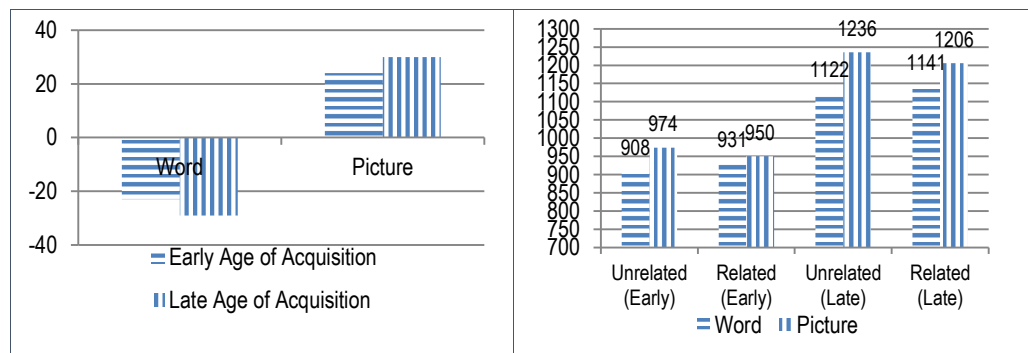 40
20
0
-20
-40
Word Picture
Early Age of Acquisition
Late Age of Acquisition
1300
1250
1200
1150
1100
1050
1000
950
900
850
800
750
700
908 974 931 950 1122 1236 1141 1206
Unrelated (Early)
Related (Early)
Unrelated (Late)
Related (Late)
Word Picture